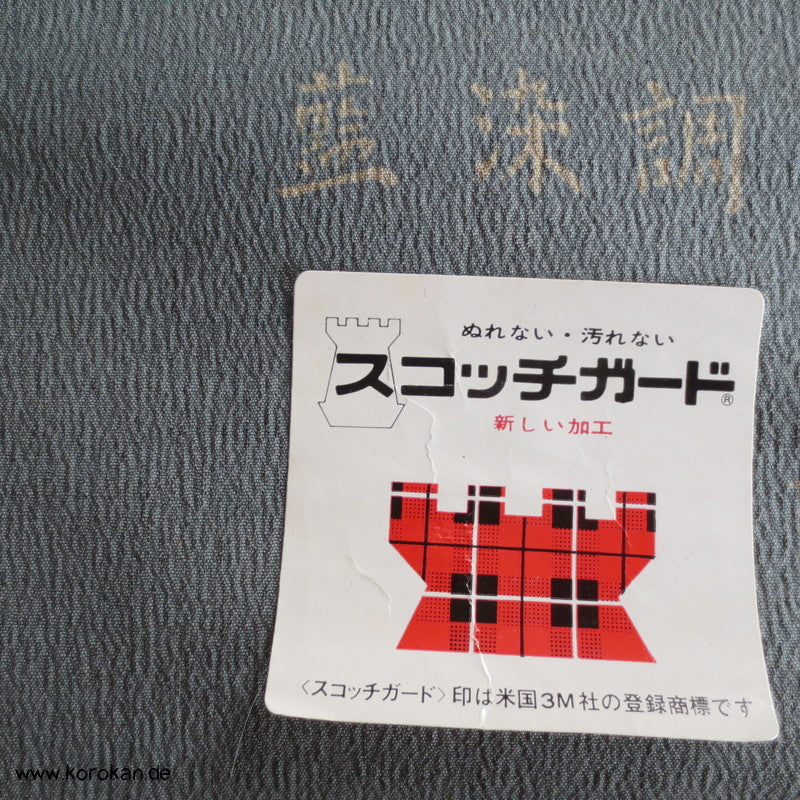 藍染調
ぬれない・汚れない
スコッチガード®
新しい加工
〈スコッチガード〉印は米国3M社の登録商標です
www.korokan.de